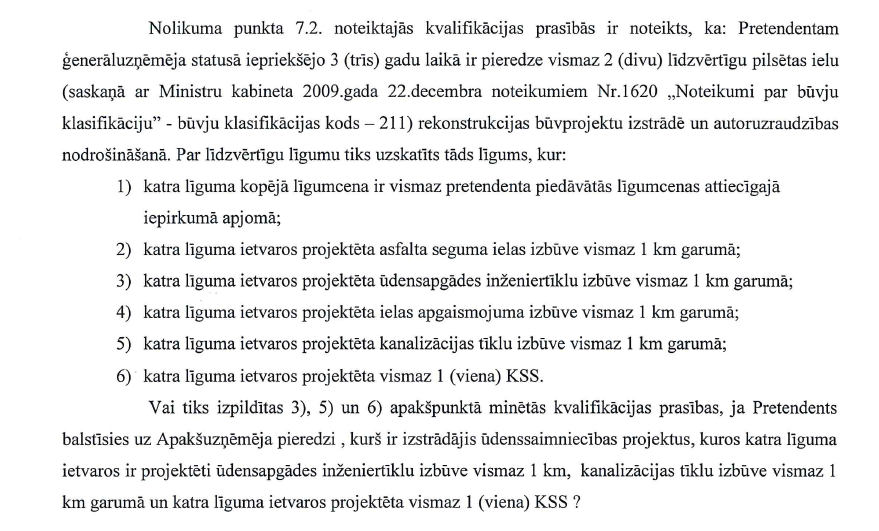 Nolikuma punkta 7.2. noteiktajās kvalifikācijas prasībās ir noteikts, ka: Pretendentam
ģenerāluzņēmēja statusā iepriekšējo 3 (trīs) gadu laikā ir pieredze vismaz 2 (divu) līdzvērtīgu pilsētas ielu
(saskaņā ar Ministru kabineta 2009.gada 22.decembra noteikumiem Nr.1620 „Noteikumi par būvju
klasifikāciju” - būvju klasifikācijas kods – 211) rekonstrukcijas būvprojektu izstrādē un autoruzraudzības
nodrošināšanā. Par līdzvērtīgu līgumu tiks uzskatīts tāds līgums, kur:
1) katra līguma kopējā līgumcena ir vismaz pretendenta piedāvātās līgumcenas attiecīgajā
iepirkumā apjomā;
2) katra līguma ietvaros projektēta asfalta seguma ielas izbūve vismaz 1 km garumā;
3) katra līguma ietvaros projektēta ūdensapgādes inženiertīklu izbūve vismaz 1 km garumā;
4) katra līguma ietvaros projektēta ielas apgaismojuma izbūve vismaz 1 km garumā;
5) katra līguma ietvaros projektēta kanalizācijas tīklu izbūve vismaz 1 km garumā;
6) katra līguma ietvaros projektēta vismaz 1 (viena) KSS.
Vai tiks izpildītas 3), 5) un 6) apakšpunktā minētās kvalifikācijas prasības, ja Pretendents
balstīsies uz Apakšuzņēmēja pieredzi , kurš ir izstrādājis ūdenssaimniecības projektus, kuros katra līguma
ietvaros ir projektēti ūdensapgādes inženiertīklu izbūve vismaz 1 km, kanalizācijas tīklu izbūve vismaz 1
km garumā un katra līguma ietvaros projektēta vismaz 1 (viena) KSS ?